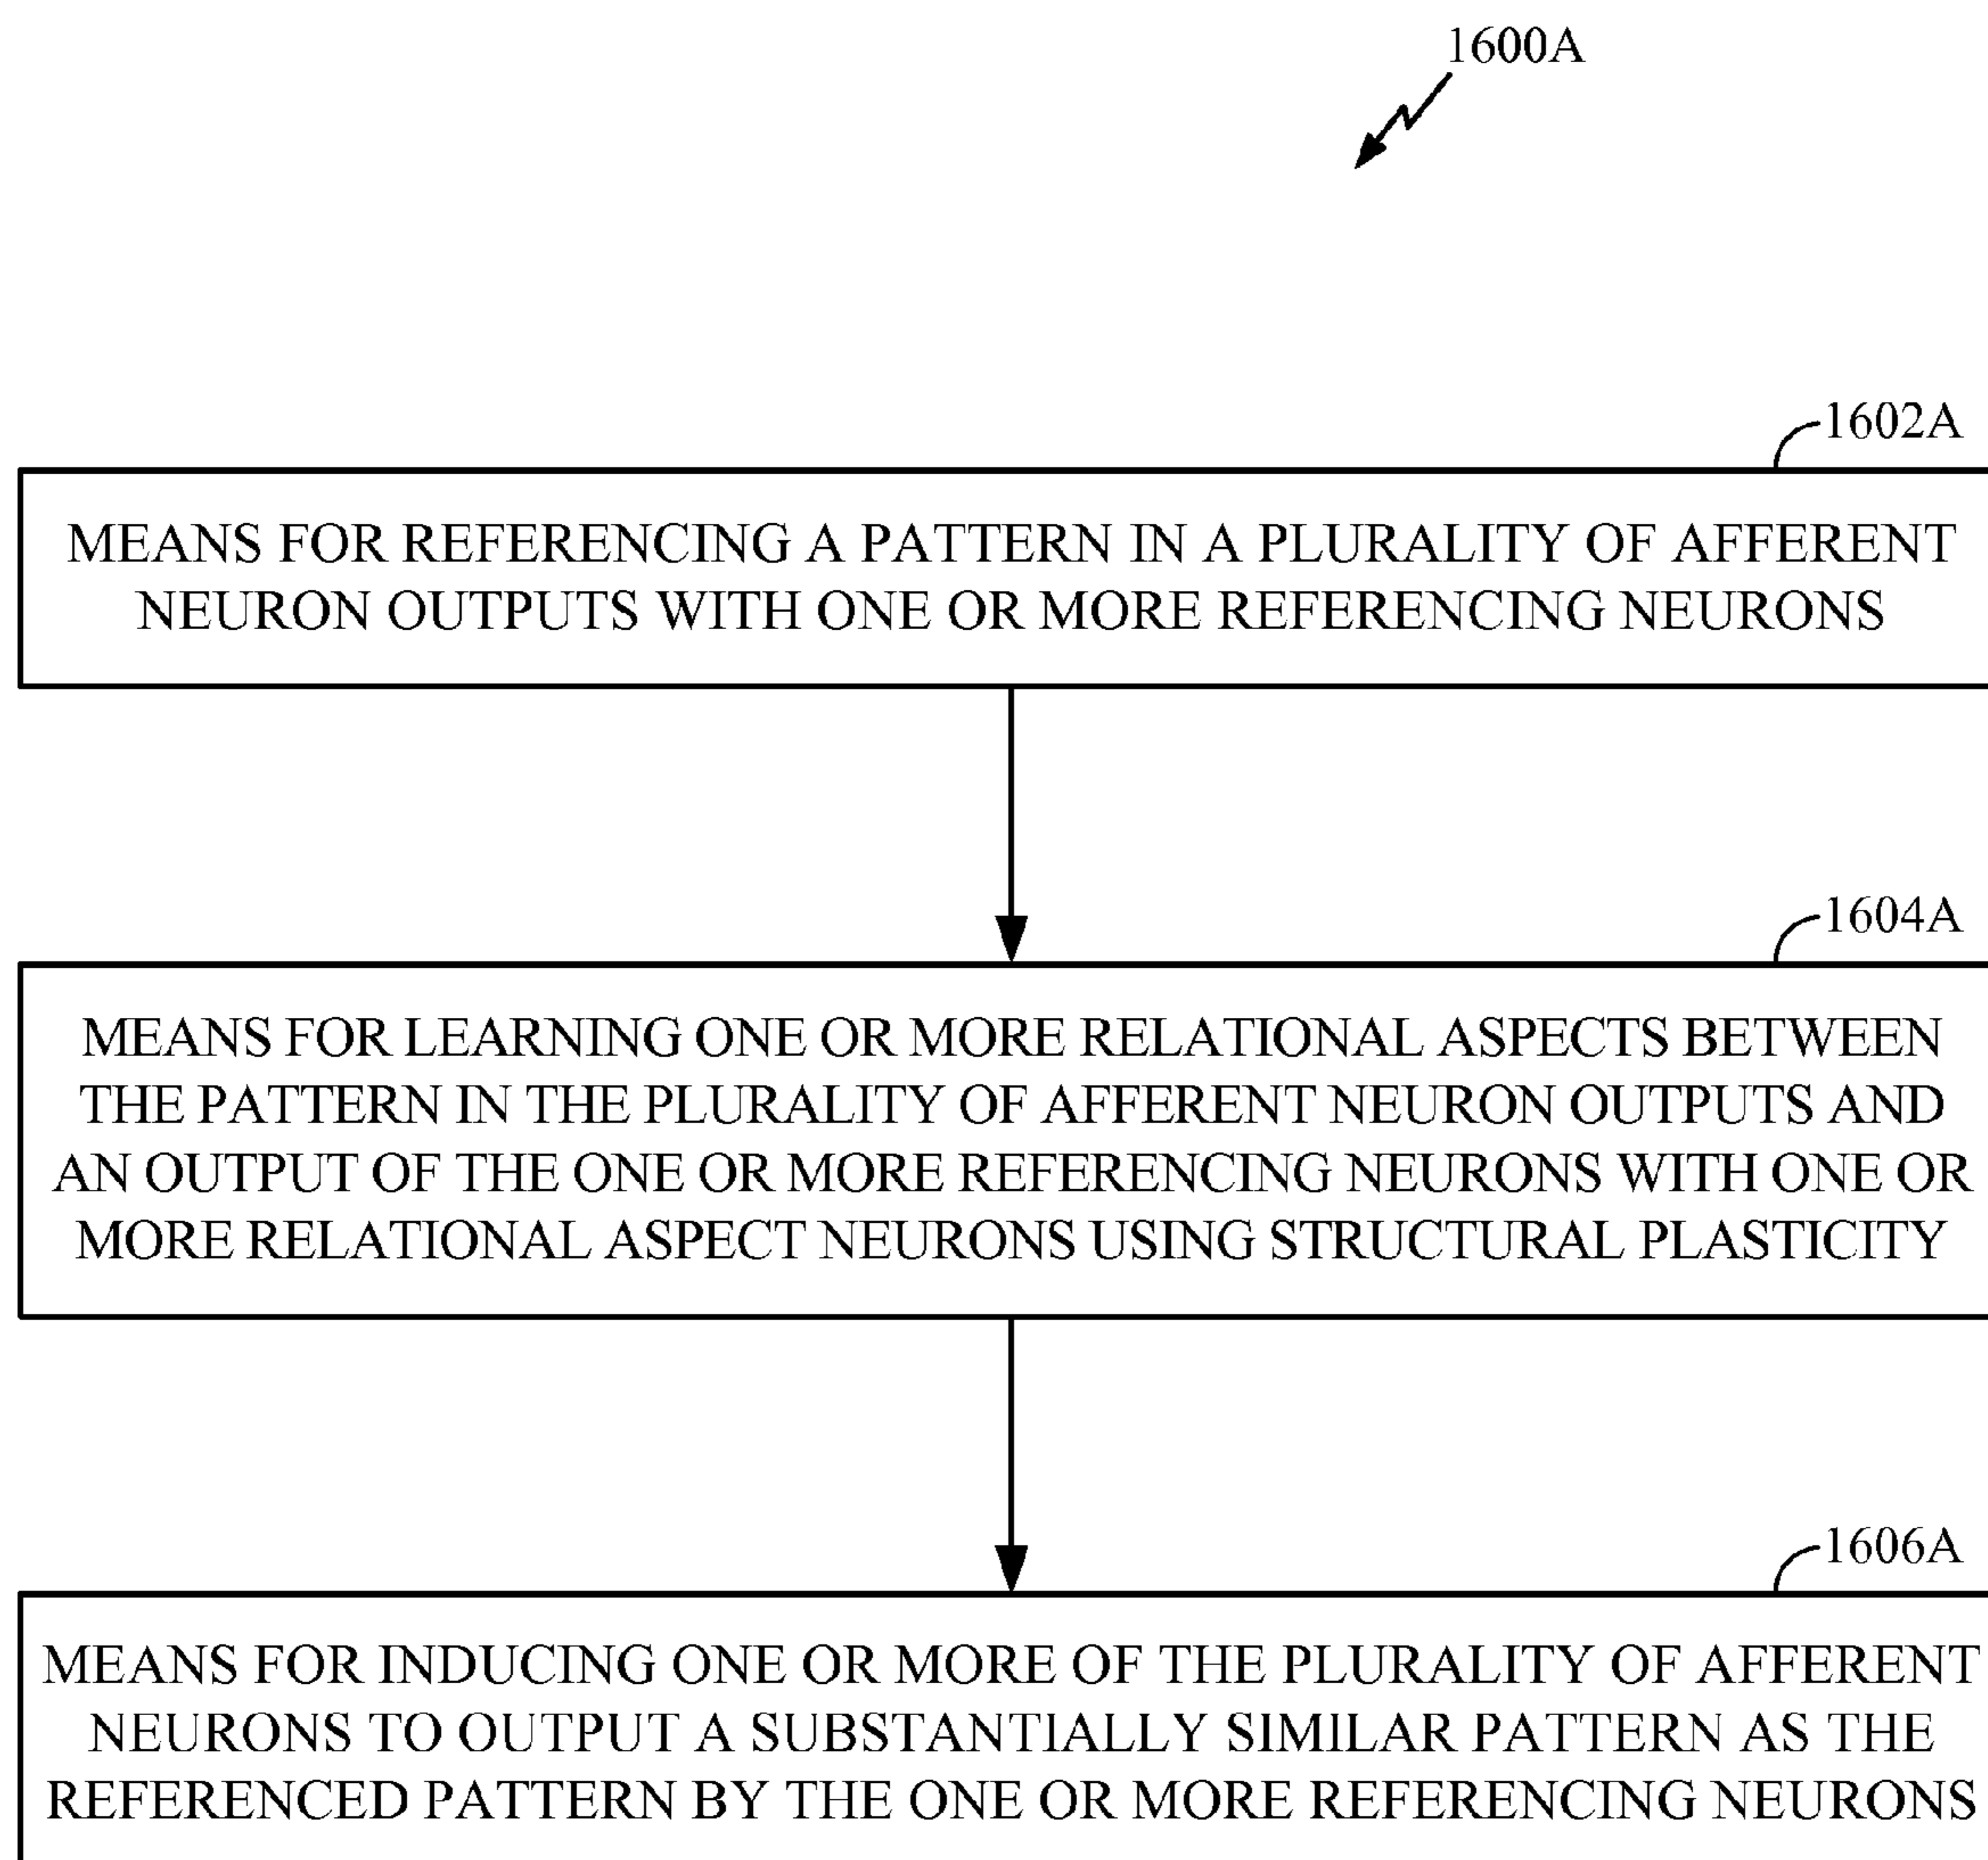 1600A
1602A
MEANS FOR REFERENCING A PATTERN IN A PLURALITY OF AFFERENT
NEURON OUTPUTS WITH ONE OR MORE REFERENCING NEURONS
1604A
MEANS FOR LEARNING ONE OR MORE RELATIONAL ASPECTS BETWEEN
THE PATTERN IN THE PLURALITY OF AFFERENT NEURON OUTPUTS AND
AN OUTPUT OF THE ONE OR MORE REFERENCING NEURONS WITH ONE OR
MORE RELATIONAL ASPECT NEURONS USING STRUCTURAL PLASTICITY
1606A
MEANS FOR INDUCING ONE OR MORE OF THE PLURALITY OF AFFERENT
NEURONS TO OUTPUT A SUBSTANTIALLY SIMILAR PATTERN AS THE
REFERENCED PATTERN BY THE ONE OR MORE REFERENCING NEURONS